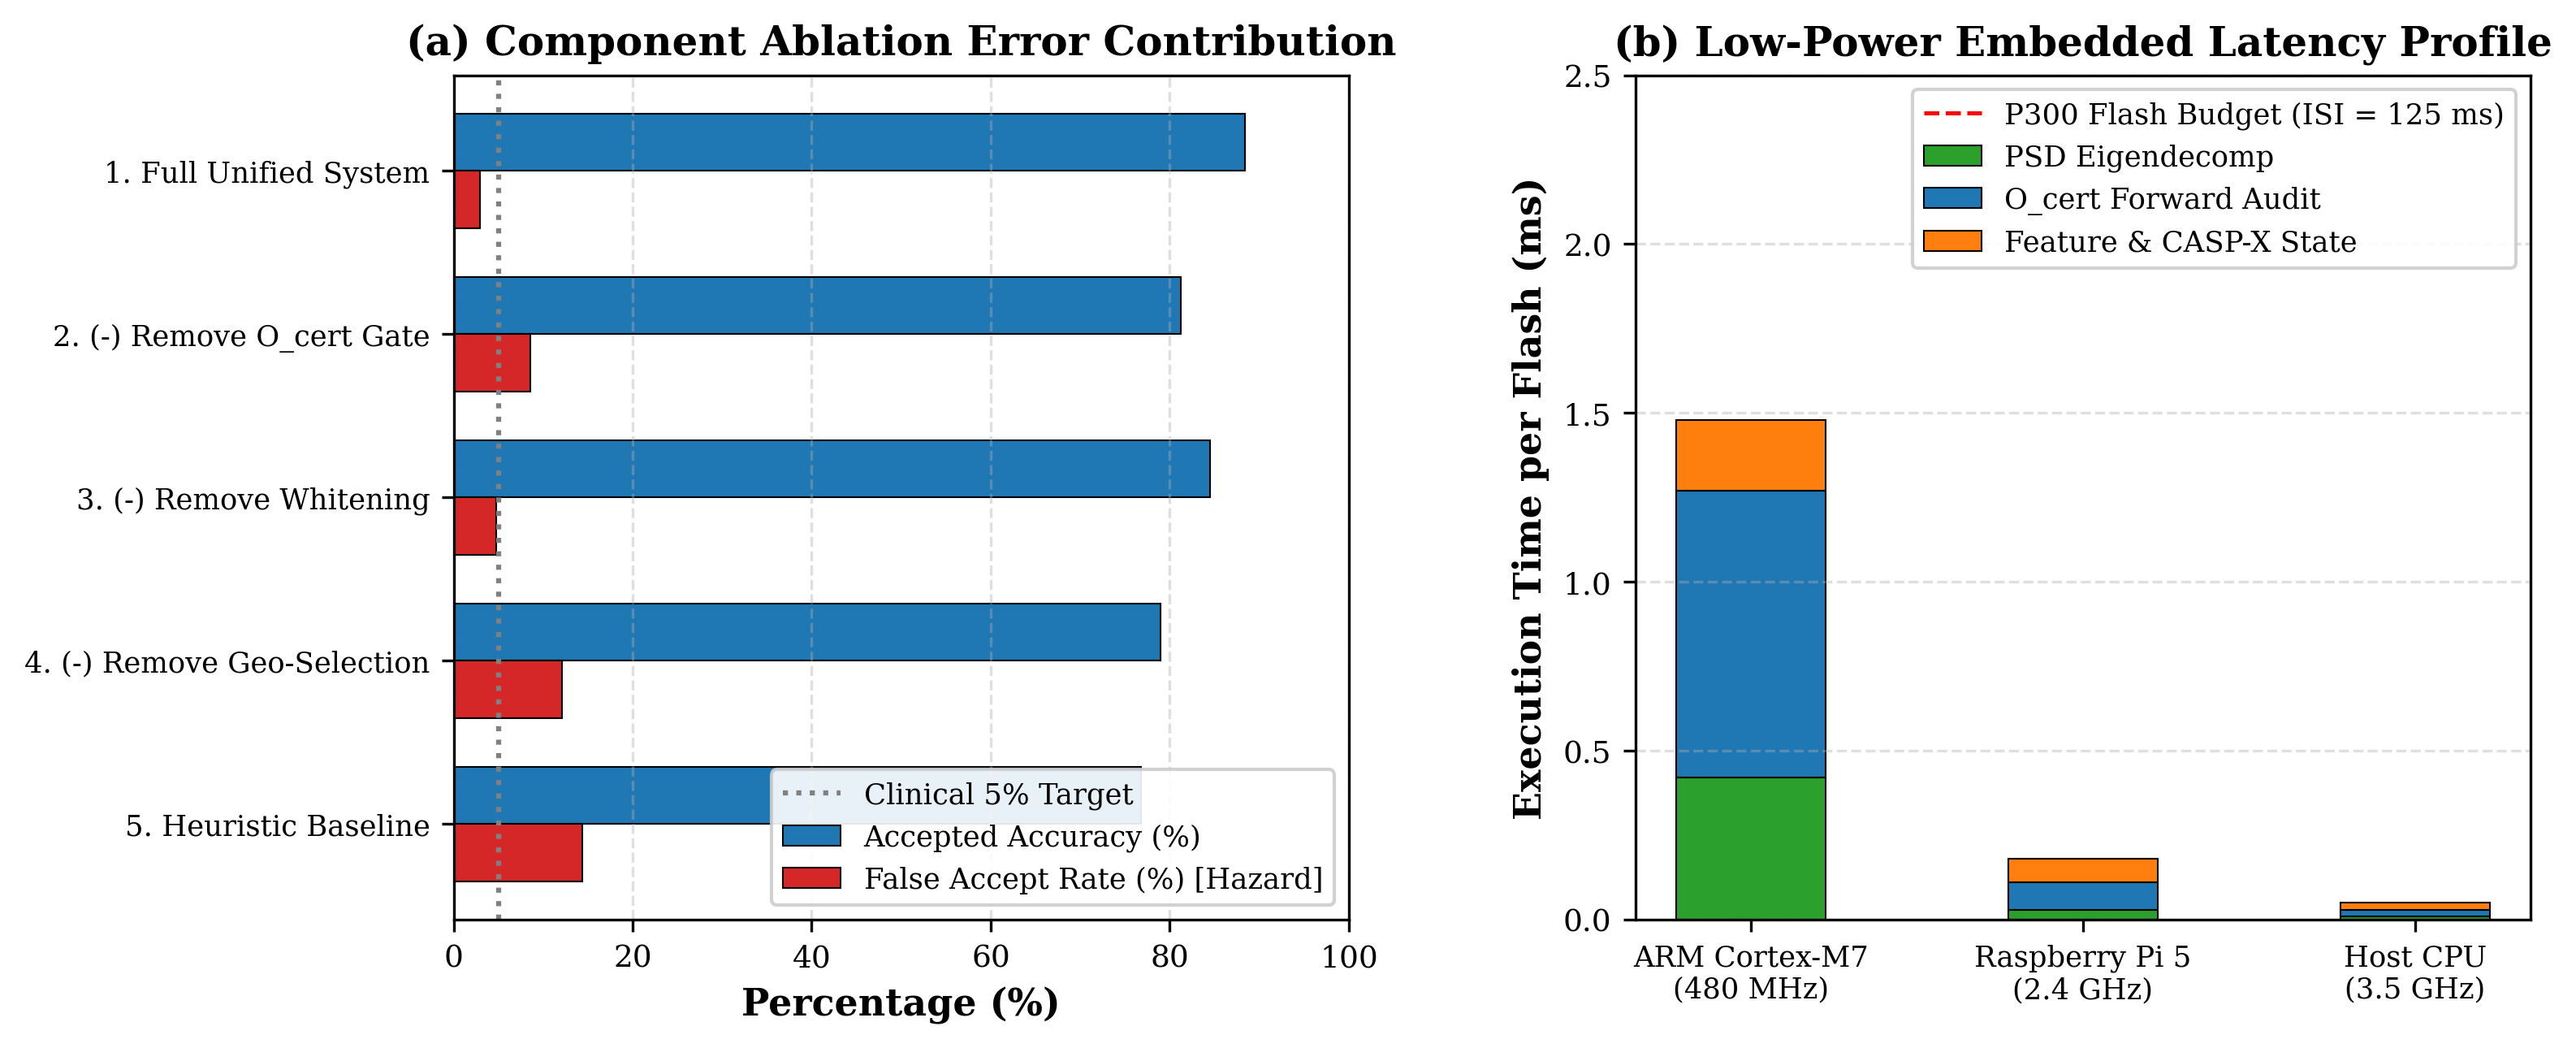 (a) Component Ablation Error Contribution
1. Full Unified System
2. (-) Remove O_cert Gate
3. (-) Remove Whitening
4. (-) Remove Geo-Selection
5. Heuristic Baseline
Clinical 5% Target
Accepted Accuracy (%)
False Accept Rate (%) [Hazard]
0 20 40 60 80 100
Percentage (%)
(b) Low-Power Embedded Latency Profile
Execution Time per Flash (ms)
2.5
2.0
1.5
1.0
0.5
0.0
P300 Flash Budget (ISI = 125 ms)
PSD Eigendecomp
O_cert Forward Audit
Feature & CASP-X State
ARM Cortex-M7
(480 MHz)
Raspberry Pi 5
(2.4 GHz)
Host CPU
(3.5 GHz)